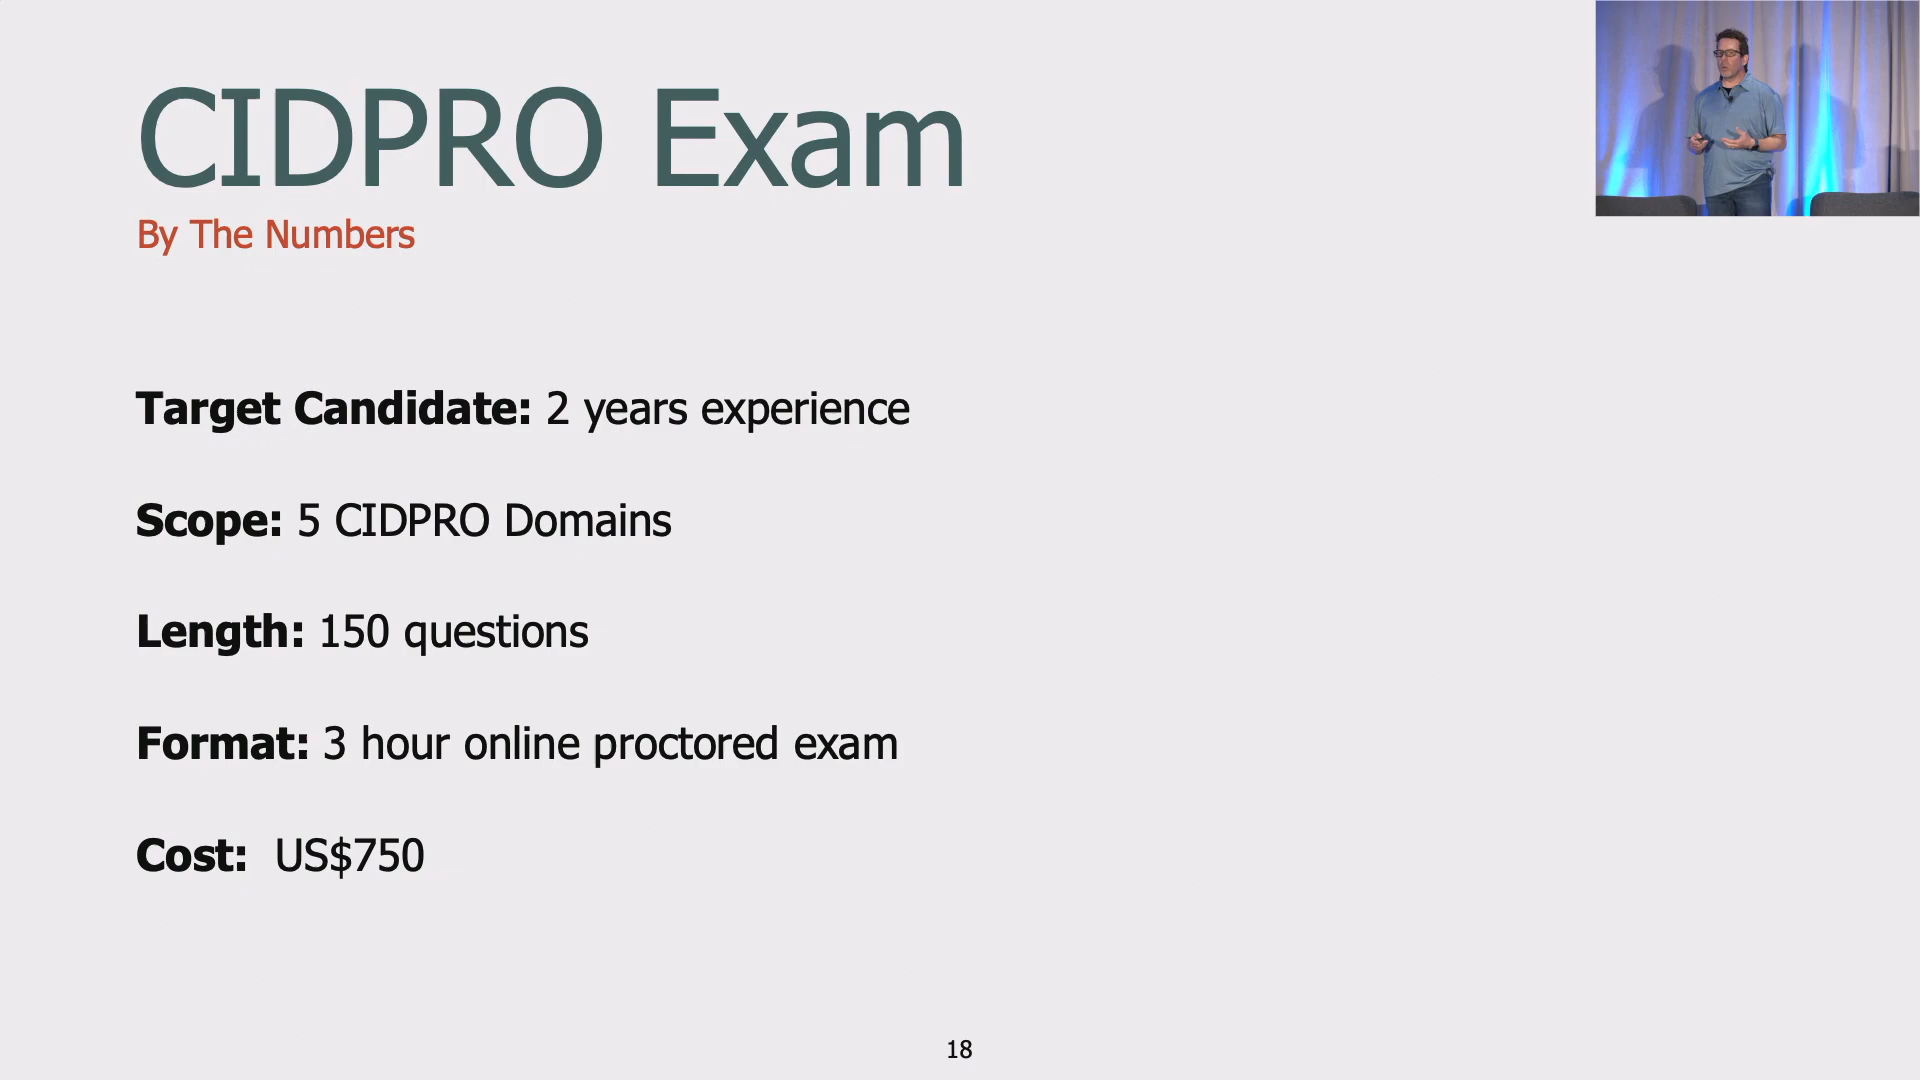 CIDPRO Exam
By The Numbers
Target Candidate: 2 years experience
Scope: 5 CIDPRO Domains
Length: 150 questions
Format: 3 hour online proctored exam
Cost: US$750
18